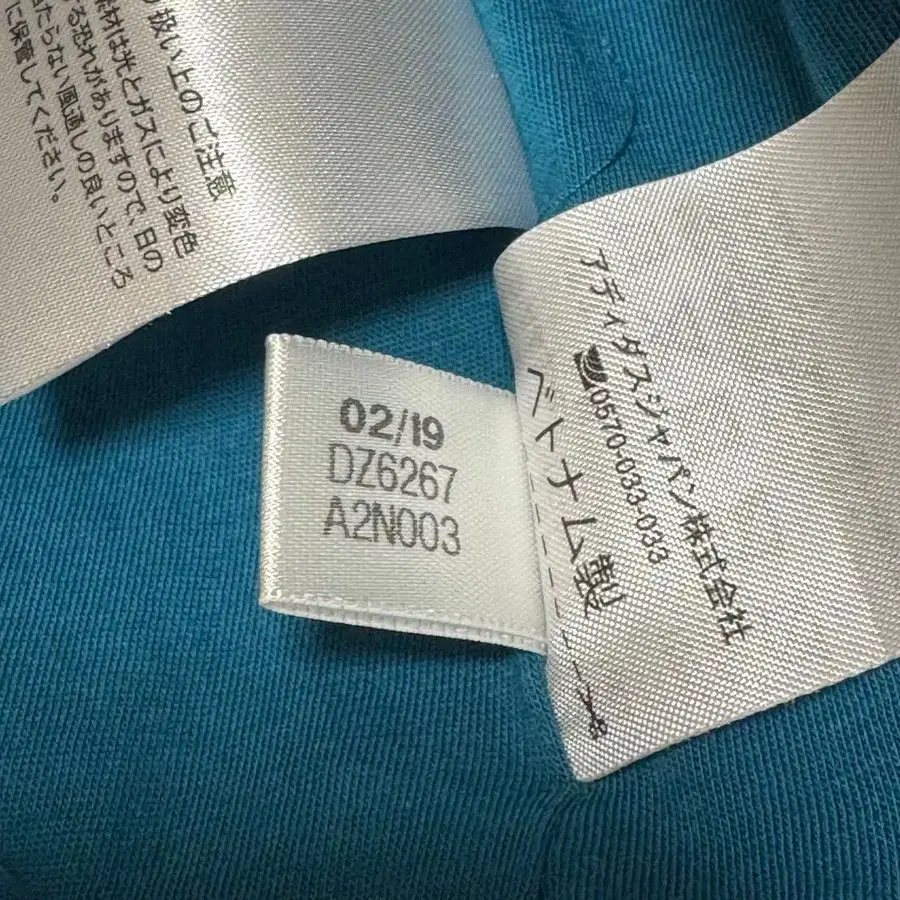 り扱い上のご注意
素材は光とガスにより変色
る恐れがありますので、日の
たらない風通しの良いところ
に保管してください。
02/19
DZ6267
A2N003
アディダスジャパン株式会社
0570-033-033
ベトナム製